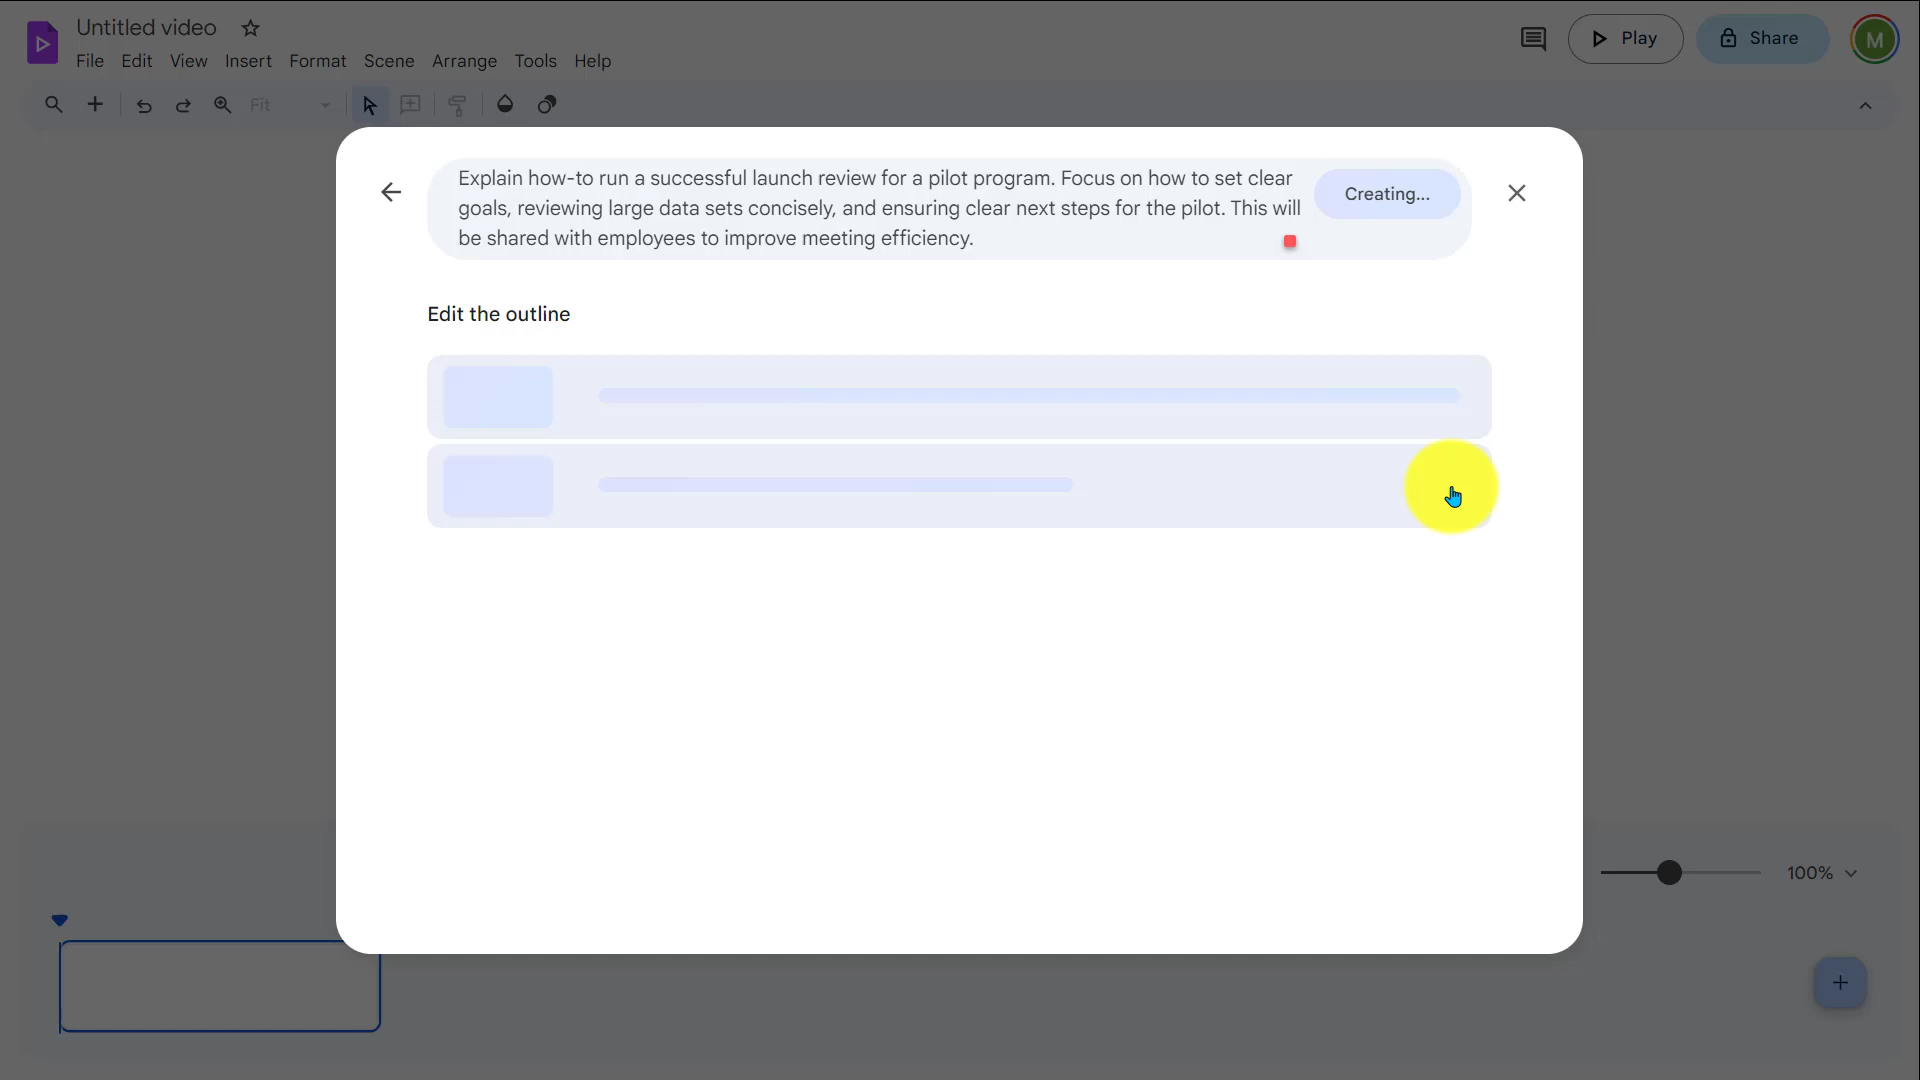 Untitled video
File Edit View Insert Format Scene Arrange Tools Help
Play
Share
M
Fit
Explain how-to run a successful launch review for a pilot program. Focus on how to set clear
goals, reviewing large data sets concisely, and ensuring clear next steps for the pilot. This will
be shared with employees to improve meeting efficiency.
Creating...
Edit the outline
100%